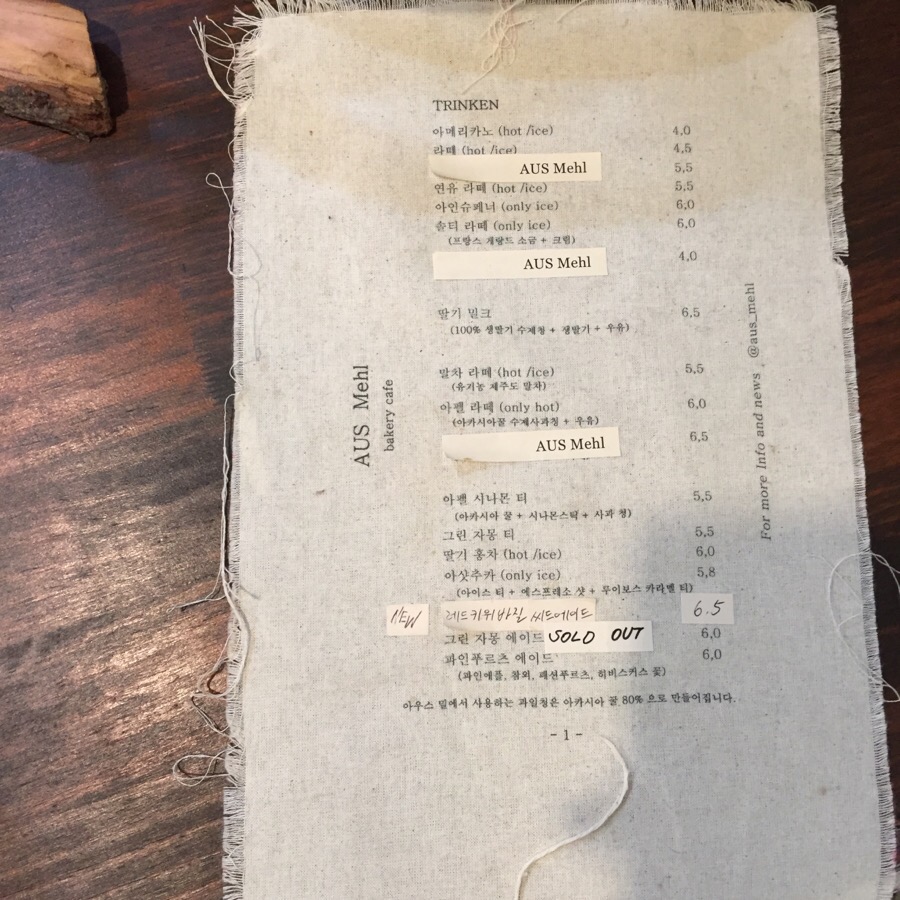 TRINKEN
아메리카노 (hot /ice) 4,0
라떼 (hot /ice) 4,5
AUS Mehl 5,5
연유 라떼 (hot /ice) 5,5
아인슈페너 (only ice) 6,0
솔티 라떼 (only ice) 6,0
(프랑스 게랑드 소금 + 크림)
AUS Mehl 4,0
딸기 밀크 6,5
(100% 생딸기 수제청 + 생딸기 + 우유)
말차 라떼 (hot /ice) 5,5
(유기농 제주도 말차)
아펠 라떼 (only hot) 6,0
(아카시아꿀 수제사과청 + 우유)
AUS Mehl 6,5
아펠 시나몬 티 5,5
(아카시아 꿀 + 시나몬스틱 + 사과 청)
그린 자몽 티 5,5
딸기 홍차 (hot /ice) 6,0
아샷추카 (only ice) 5,8
(아이스 티 + 에스프레소 샷 + 루이보스 카라멜 티)
NEW 레드키위바질 씨드에이드 6.5
그린 자몽 에이드 SOLD OUT 6,0
파인푸르츠 에이드 6,0
(파인애플, 참외, 패션푸르츠, 히비스커스 꽃)
아우스 밀에서 사용하는 과일청은 아카시아 꿀 80% 으로 만들어집니다.
- 1 -
AUS Mehl
bakery cafe
For more Info and news , @aus_mehl